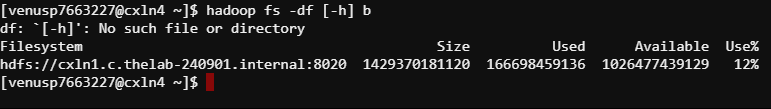 [venusp7663227@cxln4 ~]$ hadoop fs -df [-h] b
df: `[-h]': No such file or directory
Filesystem Size Used Available Use%
hdfs://cxln1.c.thelab-240901.internal:8020 1429370181120 166698459136 1026477439129 12%
[venusp7663227@cxln4 ~]$